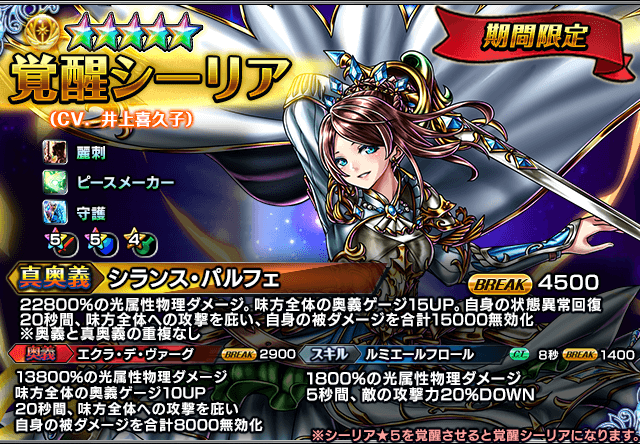 期間限定
覚醒シーリア
(CV. 井上喜久子)
麗刺
ピースメーカー
守護
5 5 4
真奥義 シランス・パルフェ BREAK 4500
22800%の光属性物理ダメージ。味方全体の奥義ゲージ15UP。自身の状態異常回復
20秒間、味方全体への攻撃を庇い、自身の被ダメージを合計15000無効化
※奥義と真奥義の重複なし
奥義 エクラ・デ・ヴァーグ BREAK 2900 スキル ルミエールフロール C.T. 8秒 BREAK 1400
13800%の光属性物理ダメージ
味方全体の奥義ゲージ10UP
20秒間、味方全体への攻撃を庇い
自身の被ダメージを合計8000無効化
1800%の光属性物理ダメージ
5秒間、敵の攻撃力20%DOWN
※シーリア★5を覚醒させると覚醒シーリアになります。